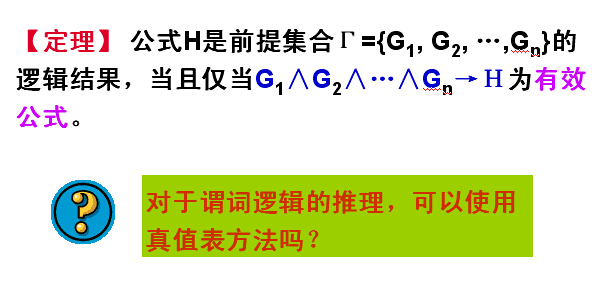 【定理】 公式H是前提集合Γ={G1, G2, …,Gn}的
逻辑结果，当且仅当G1∧G2∧…∧Gn→H为有效
公式。
对于谓词逻辑的推理，可以使用
真值表方法吗？